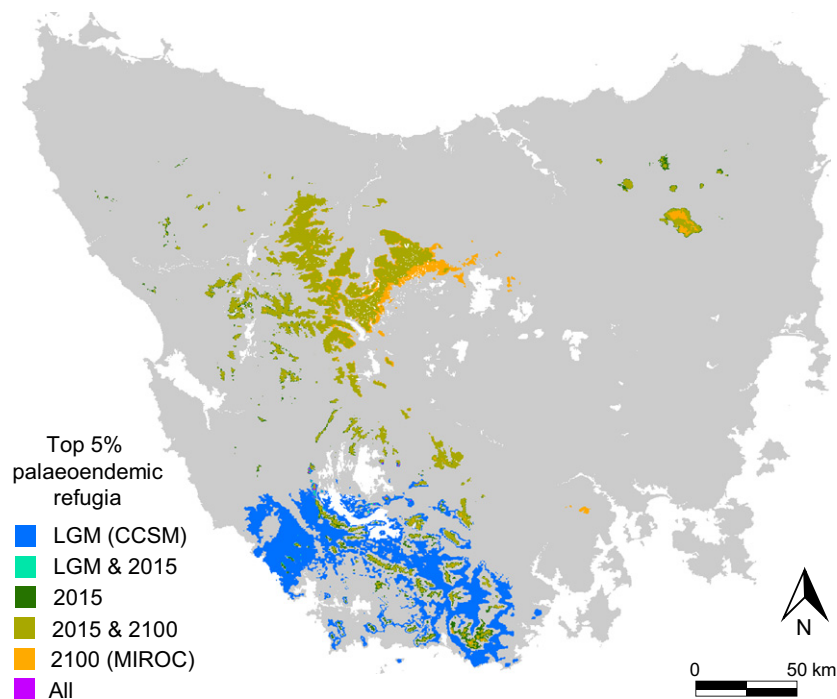 Top 5%
palaeoendemic
refugia
LGM (CCSM)
LGM & 2015
2015
2015 & 2100
2100 (MIROC)
All
N
0 50 km